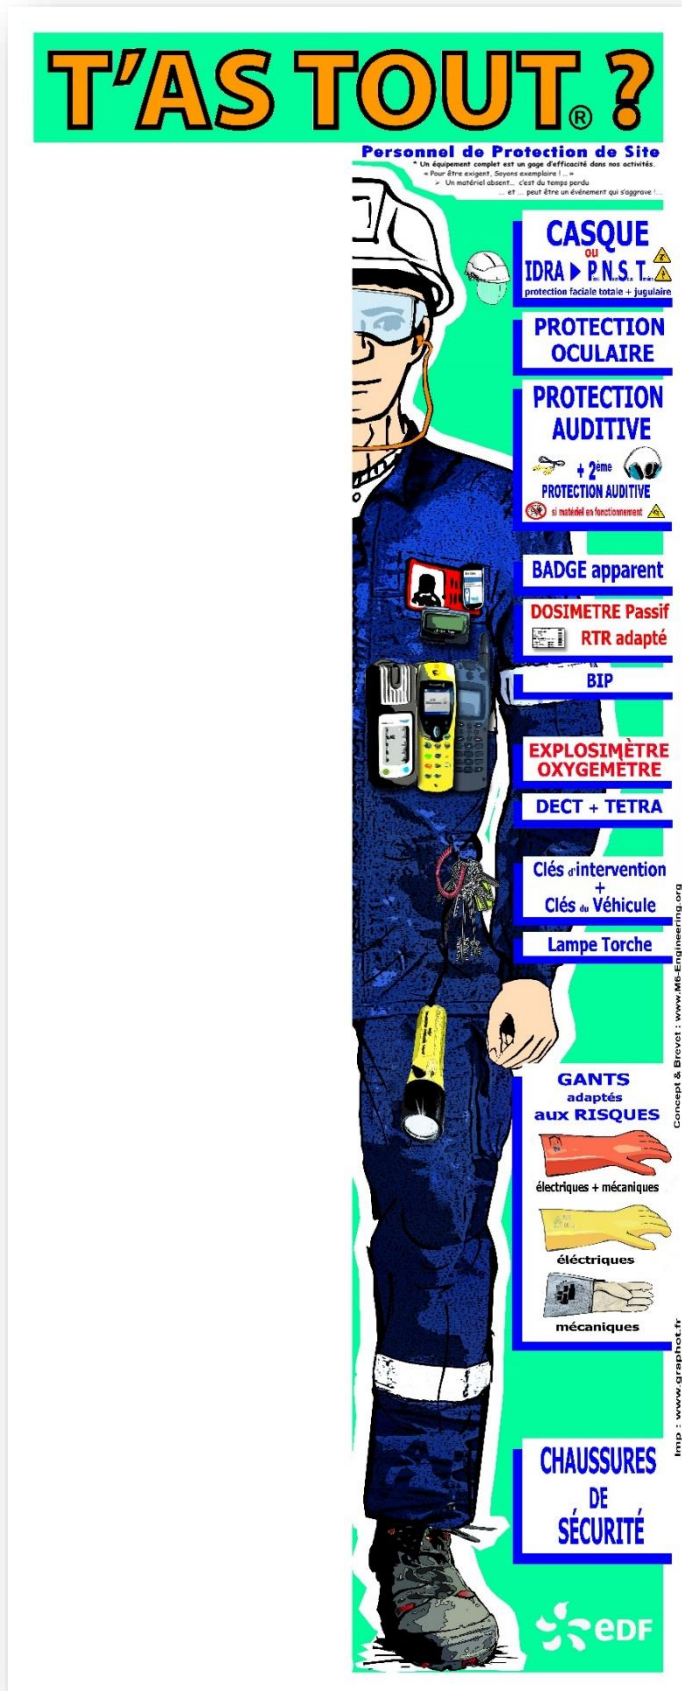 T'AS TOUT ®?
Personnel de Protection de Site
" Un équipement complet est un gage d'efficacité dans nos activités.
« Pour être exigent, Soyons exemplaire ! ... »
➢ Un matériel absent... c'est du temps perdu
... et ... peut être un événement qui s'aggrave !...
CASQUE
ou
IDRA ▶ P. N. S. T.
protection faciale totale + jugulaire
PROTECTION
OCULAIRE
PROTECTION
AUDITIVE
+ 2ème
PROTECTION AUDITIVE
si matériel en fonctionnement
BADGE apparent
DOSIMETRE Passif
RTR adapté
BIP
EXPLOSIMÈTRE
OXYGEMÈTRE
DECT + TETRA
Clés d'intervention
+
Clés du Véhicule
Lampe Torche
GANTS
adaptés
aux RISQUES
électriques + mécaniques
éléctriques
mécaniques
CHAUSSURES
DE
SÉCURITÉ
eDF
Concept & Brevet : www.M6-Engineering.org
Imp : www.graphot.fr